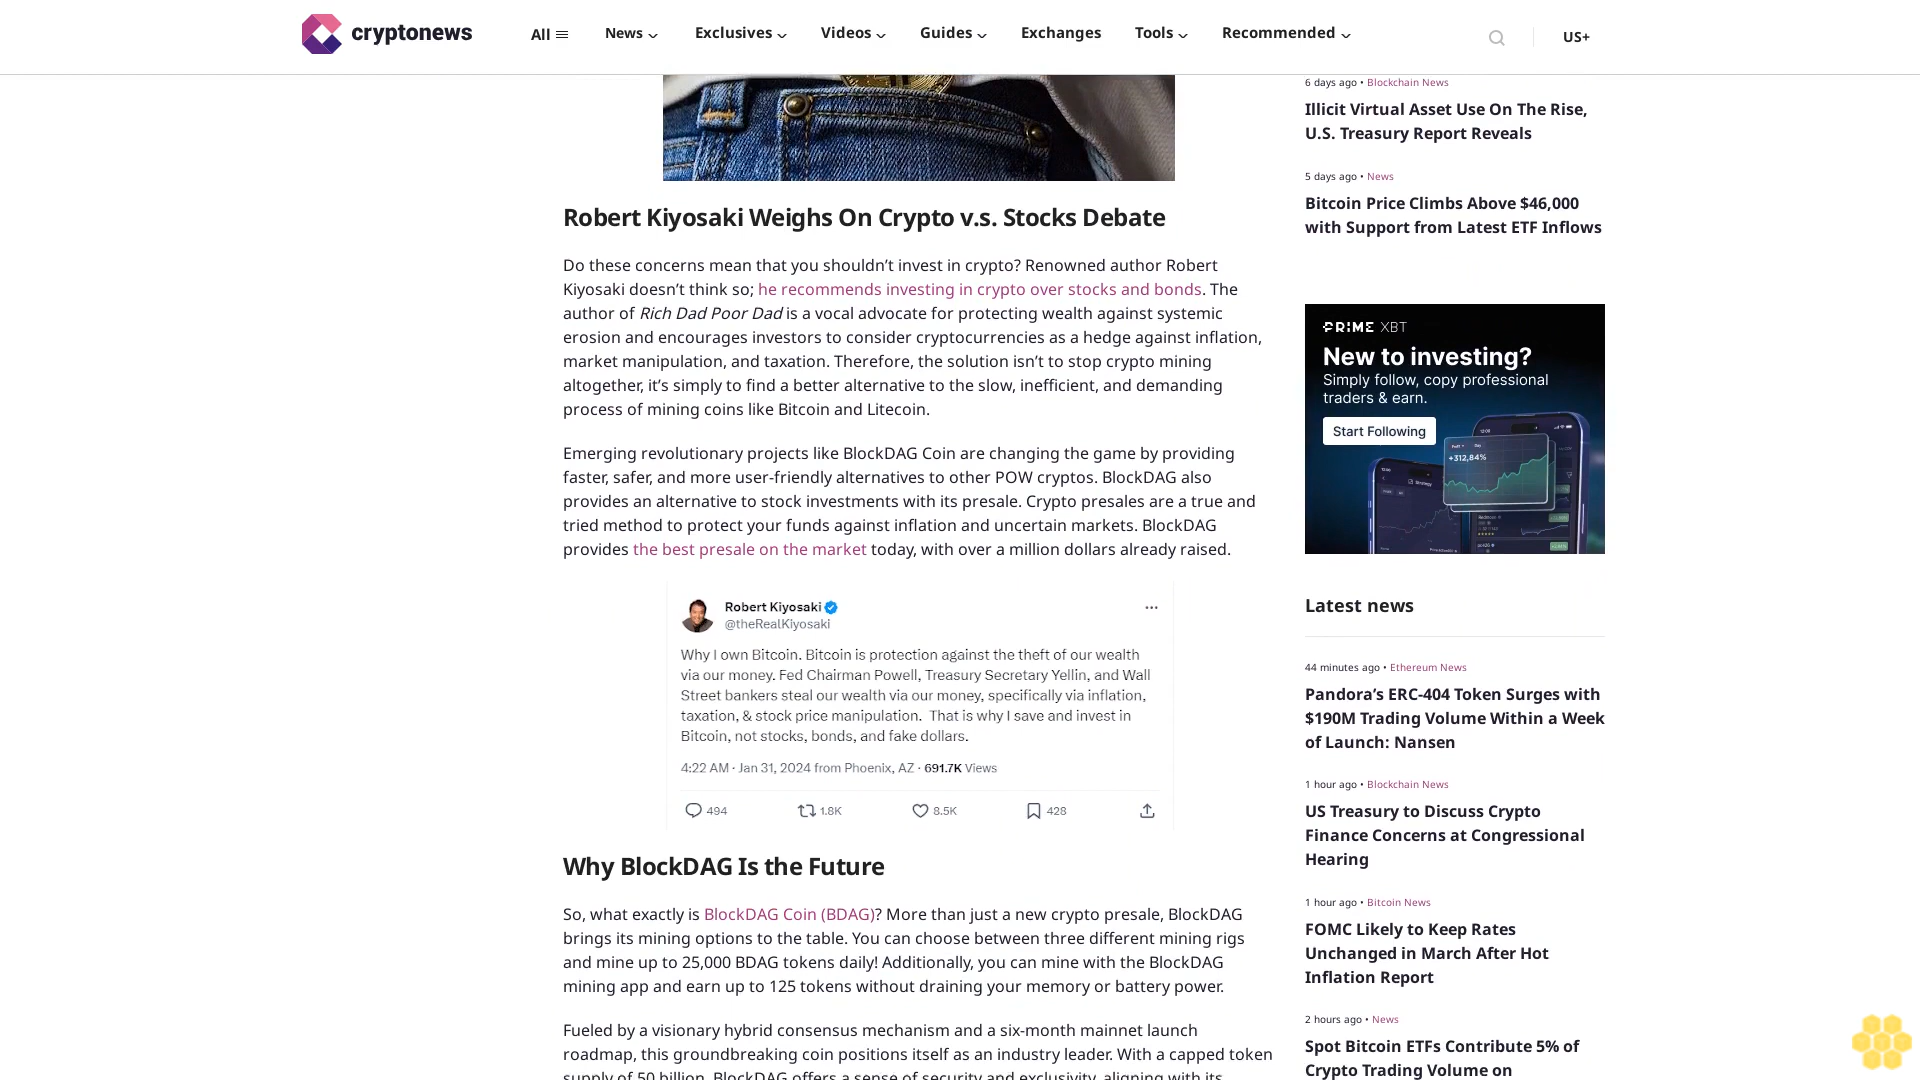 cryptonews
All
News
Exclusives
Videos
Guides
Exchanges
Tools
Recommended
US+
Robert Kiyosaki Weighs On Crypto v.s. Stocks Debate
Do these concerns mean that you shouldn’t invest in crypto? Renowned author Robert
Kiyosaki doesn’t think so; he recommends investing in crypto over stocks and bonds. The
author of Rich Dad Poor Dad is a vocal advocate for protecting wealth against systemic
erosion and encourages investors to consider cryptocurrencies as a hedge against inflation,
market manipulation, and taxation. Therefore, the solution isn’t to stop crypto mining
altogether, it’s simply to find a better alternative to the slow, inefficient, and demanding
process of mining coins like Bitcoin and Litecoin.
Emerging revolutionary projects like BlockDAG Coin are changing the game by providing
faster, safer, and more user-friendly alternatives to other POW cryptos. BlockDAG also
provides an alternative to stock investments with its presale. Crypto presales are a true and
tried method to protect your funds against inflation and uncertain markets. BlockDAG
provides the best presale on the market today, with over a million dollars already raised.
Robert Kiyosaki
@theRealKiyosaki
Why I own Bitcoin. Bitcoin is protection against the theft of our wealth
via our money. Fed Chairman Powell, Treasury Secretary Yellin, and Wall
Street bankers steal our wealth via our money, specifically via inflation,
taxation, & stock price manipulation. That is why I save and invest in
Bitcoin, not stocks, bonds, and fake dollars.
4:22 AM · Jan 31, 2024 from Phoenix, AZ · 691.7K Views
494
1.8K
8.5K
428
Why BlockDAG Is the Future
So, what exactly is BlockDAG Coin (BDAG)? More than just a new crypto presale, BlockDAG
brings its mining options to the table. You can choose between three different mining rigs
and mine up to 25,000 BDAG tokens daily! Additionally, you can mine with the BlockDAG
mining app and earn up to 125 tokens without draining your memory or battery power.
Fueled by a visionary hybrid consensus mechanism and a six-month mainnet launch
roadmap, this groundbreaking coin positions itself as an industry leader. With a capped token
supply of 50 billion, BlockDAG offers a sense of security and exclusivity, aligning with its
6 days ago • Blockchain News
Illicit Virtual Asset Use On The Rise,
U.S. Treasury Report Reveals
5 days ago • News
Bitcoin Price Climbs Above $46,000
with Support from Latest ETF Inflows
PRIME XBT
New to investing?
Simply follow, copy professional
traders & earn.
Start Following
+312,84%
Latest news
44 minutes ago • Ethereum News
Pandora’s ERC-404 Token Surges with
$190M Trading Volume Within a Week
of Launch: Nansen
1 hour ago • Blockchain News
US Treasury to Discuss Crypto
Finance Concerns at Congressional
Hearing
1 hour ago • Bitcoin News
FOMC Likely to Keep Rates
Unchanged in March After Hot
Inflation Report
2 hours ago • News
Spot Bitcoin ETFs Contribute 5% of
Crypto Trading Volume on